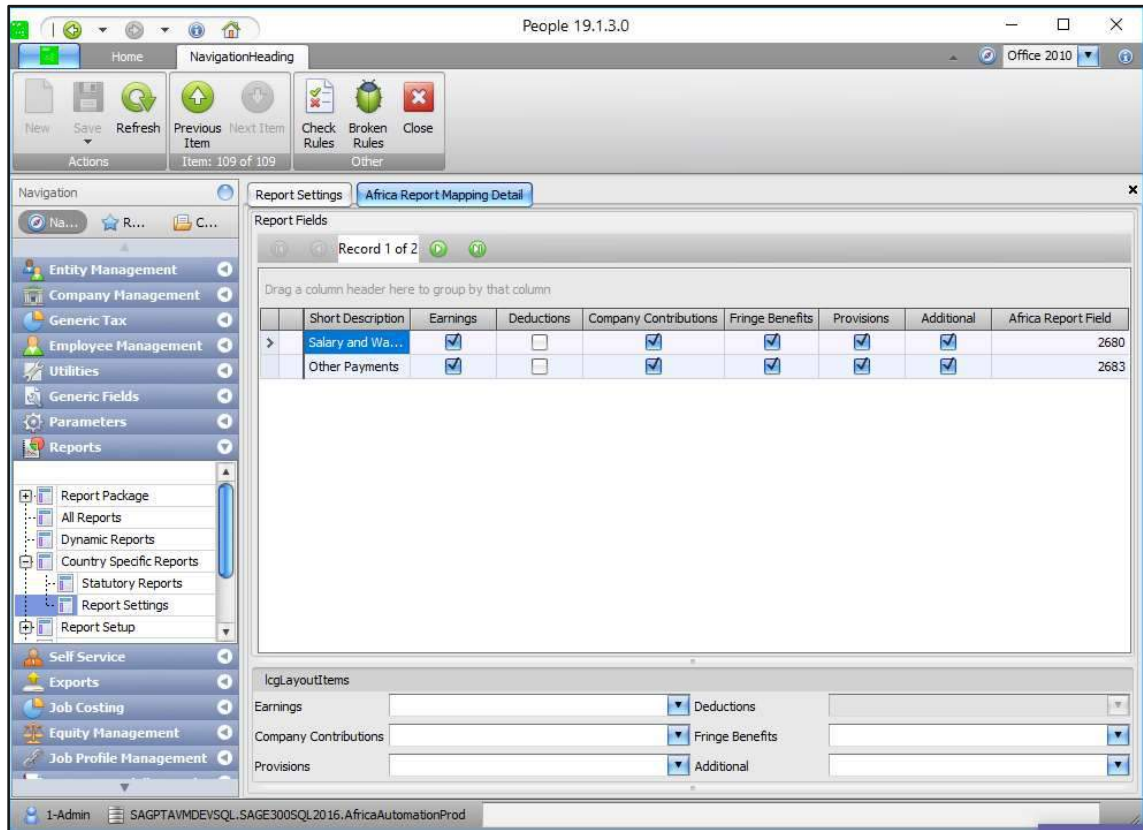 People 19.1.3.0
Home NavigationHeading Office 2010
New Save Refresh Previous Item Next Item Check Rules Broken Rules Close
Actions Item: 109 of 109 Other
Navigation
Na... R... C...
Entity Management
Company Management
Generic Tax
Employee Management
Utilities
Generic Fields
Parameters
Reports
Report Package
All Reports
Dynamic Reports
Country Specific Reports
Statutory Reports
Report Settings
Report Setup
Self Service
Exports
Job Costing
Equity Management
Job Profile Management
Report Settings Africa Report Mapping Detail
Report Fields
Record 1 of 2
Drag a column header here to group by that column
Short Description Earnings Deductions Company Contributions Fringe Benefits Provisions Additional Africa Report Field
Salary and Wa... 2680
Other Payments 2683
lcgLayoutItems
Earnings Deductions
Company Contributions Fringe Benefits
Provisions Additional
1-Admin SAGPTAVMDEVSQL.SAGE300SQL2016.AfricaAutomationProd